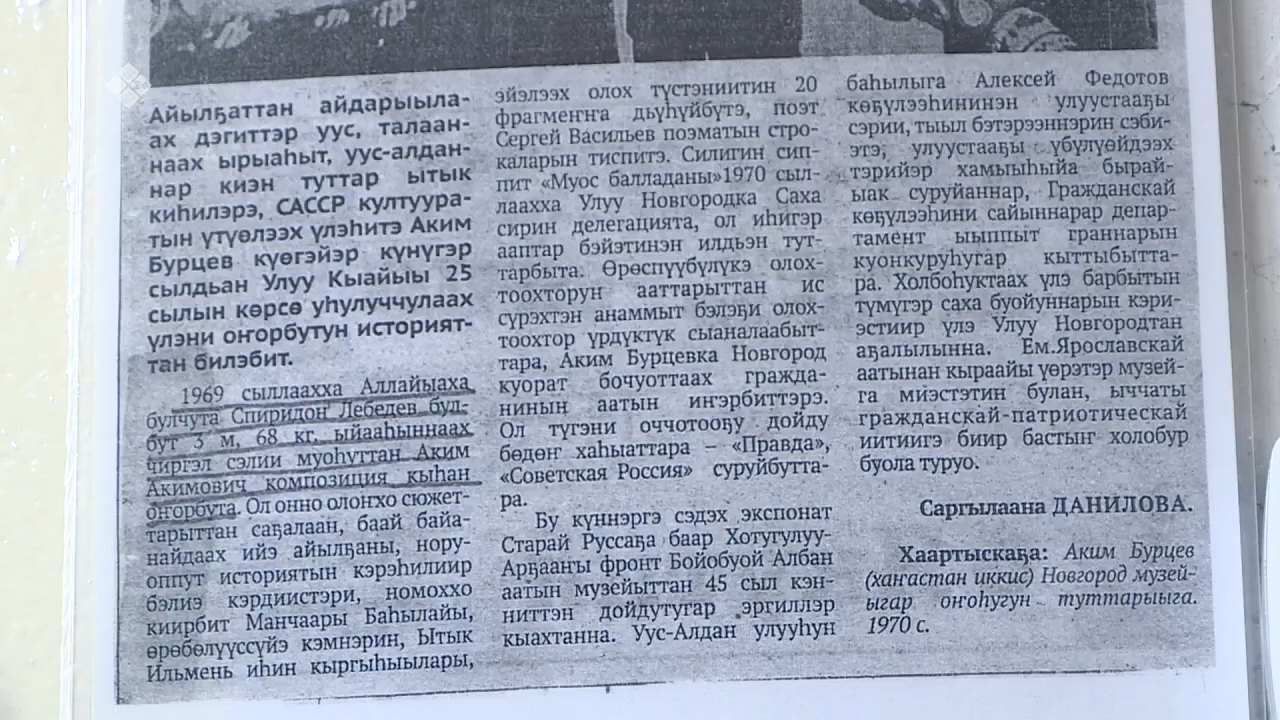 Айылҕаттан айдарыыла-
ах дэгиттэр уус, талаан-
наах ырыаһыт, уус-алдан-
нар киэн туттар ытык
киһилэрэ, САССР култуура-
тын үтүөлээх үлэһитэ Аким
Бурцев күөгэйэр күнүгэр
сылдьан Улуу Кыайыы 25
сылын көрсө уһулуччулаах
үлэни оҥорбутун историят-
тан билэбит.
1969 сыллаахха Аллайыаха
булчута Спиридон Лебедев бул-
бут 3 м, 68 кг. ыйааһыннаах
чиргэл сэлии муоһуттан Аким
Акимович композиция кыһан
оҥорбута. Ол онно олоҥхо сюжет-
тарыттан саҕалаан, баай байа-
найдаах ийэ айылҕаны, нору-
оппут историятын кэрэһилиир
бэлиэ кэрдиистэри, номоххо
киирбит Манчаары Баһылайы,
өрөбөлүүссүйэ кэмнэрин, Ытык
Ильмень иһин кыргыһыылары,
эйэлээх олох түстэниитин 20
фрагмеҥҥа дьүһүйбүтэ, поэт
Сергей Васильев поэматын стро-
каларын тиспитэ. Силигин сип-
пит «Муос балладаны»1970 сыл-
лаахха Улуу Новгородка Саха
сирин делегацията, ол иһигэр
ааптар бэйэтинэн илдьэн тут-
тарбыта. Өрөспүүбүлүкэ олох-
тоохторун ааттарыттан ис
сүрэхтэн анаммыт бэлэҕи олох-
тоохтор үрдүктүк сыаналаабыт-
тара, Аким Бурцевка Новгород
куорат бочуоттаах гражда-
нинын аатын иҥэрбиттэрэ.
Ол түгэни оччотооҕу дойду
бөдөҥ хаһыаттара – «Правда»,
«Советская Россия» суруйбутта-
ра.
Бу күннэргэ сэдэх экспонат
Старай Руссаҕа баар Хотугулуу-
Арҕааҥы фронт Бойобуой Албан
аатын музейыттан 45 сыл кэн-
ниттэн дойдутугар эргиллэр
кыахтанна. Уус-Алдан улууһун
баһылыга Алексей Федотов
көҕүлээһинэнэн улуустааҕы
сэрии, тыыл бэтэрээннэрин сэби-
этэ, улуустааҕы үбүлүөйдээх
тэрийэр хамыыһыйа бырай-
ыак суруйаннар, Гражданскай
көҕүлээһини сайыннарар депар-
тамент ыыппыт граннарын
куонкуруһугар кыттыбытта-
ра. Холбоһуктаах үлэ барбытын
түмүгэр саха буойуннарын кэри-
эстиир үлэ Улуу Новгородтан
аҕалылынна. Ем.Ярославскай
аатынан кыраайы үөрэтэр музей-
га миэстэтин булан, ыччаты
гражданскай-патриотическай
иитиигэ биир бастыҥ холобур
буола туруо.
Саргылаана ДАНИЛОВА.
Хаартыскаҕа: Аким Бурцев
(хаҥастан иккис) Новгород музей-
ыгар оҥоһугун туттарыыга.
1970 с.